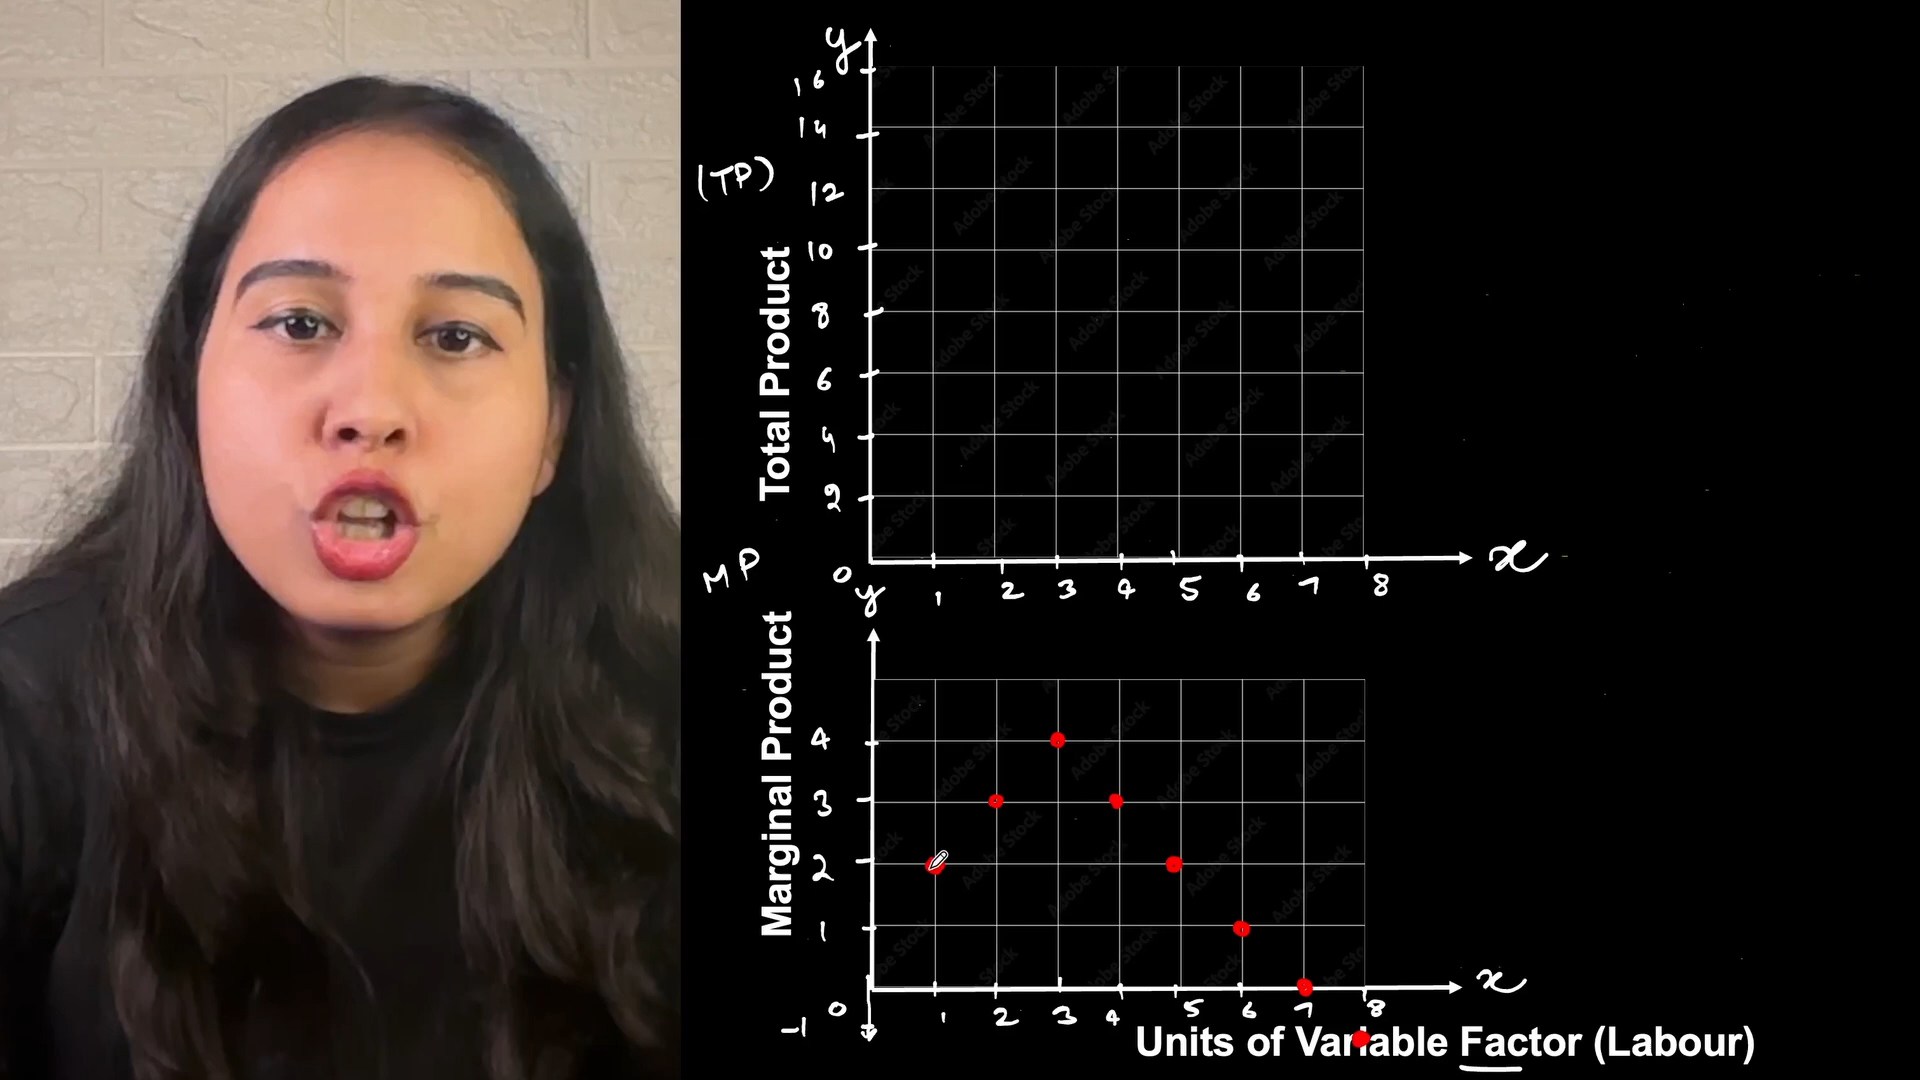 y
16
14
(TP)
12
10
8
6
4
2
Total Product
0
1 2 3 4 5 6 7 8
x
MP
y
Marginal Product
4
3
2
1
0
-1
1 2 3 4 5 6 7 8
x
Units of Variable Factor (Labour)
Adobe Stock